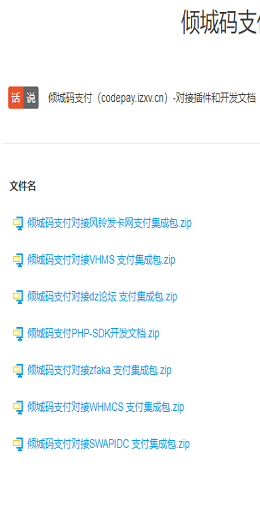 倾城码支
话说 倾城码支付（codepay.izxv.cn）-对接插件和开发文档
文件名
倾城码支付对接风铃发卡网支付集成包.zip
倾城码支付对接VHMS 支付集成包.zip
倾城码支付对接dz论坛 支付集成包.zip
倾城码支付PHP-SDK开发文档.zip
倾城码支付对接zfaka 支付集成包.zip
倾城码支付对接WHMCS 支付集成包.zip
倾城码支付对接SWAPIDC 支付集成包.zip